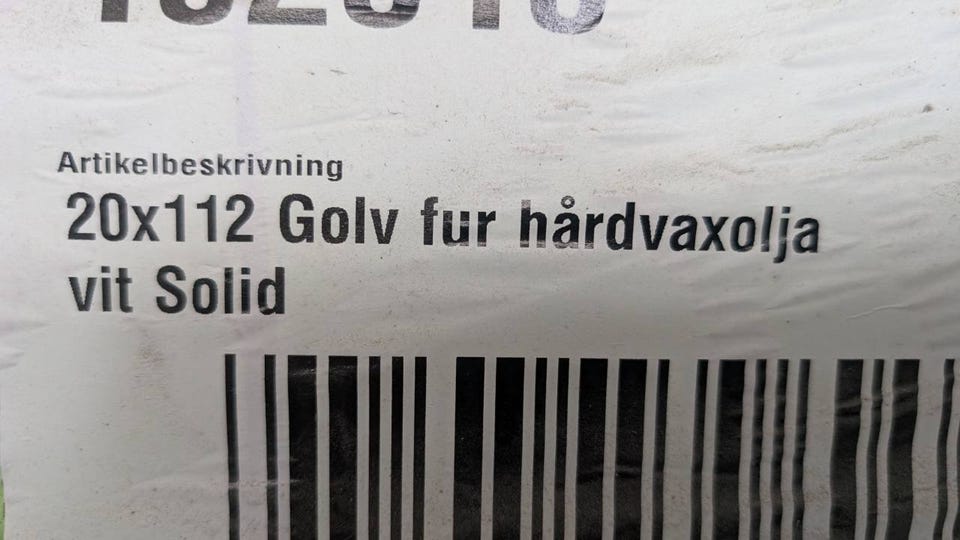 Artikelbeskrivning
20x112 Golv fur hårdvaxolja
vit Solid